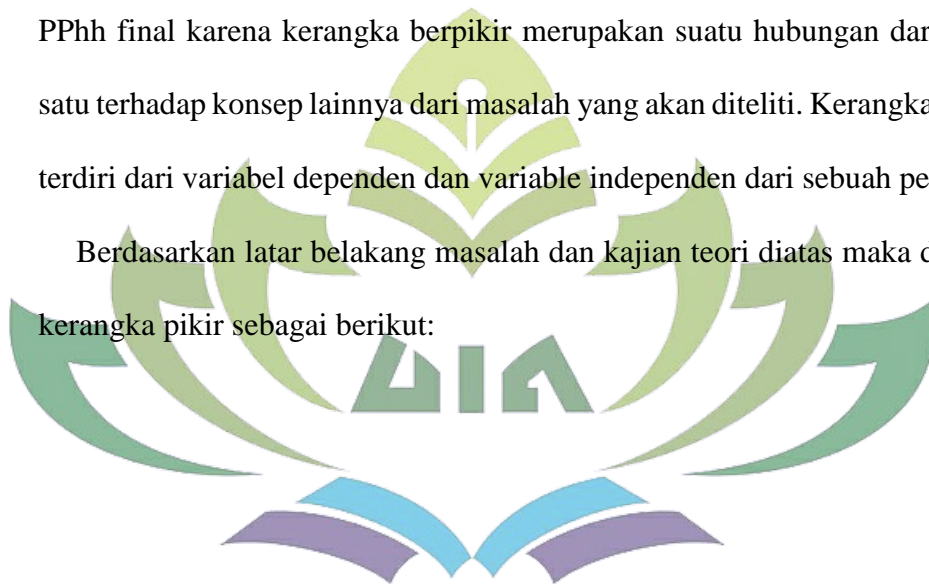 PPhh final karena kerangka berpikir merupakan suatu hubungan dar
satu terhadap konsep lainnya dari masalah yang akan diteliti. Kerangka
terdiri dari variabel dependen dan variable independen dari sebuah pe
Berdasarkan latar belakang masalah dan kajian teori diatas maka d
kerangka pikir sebagai berikut:
UIN